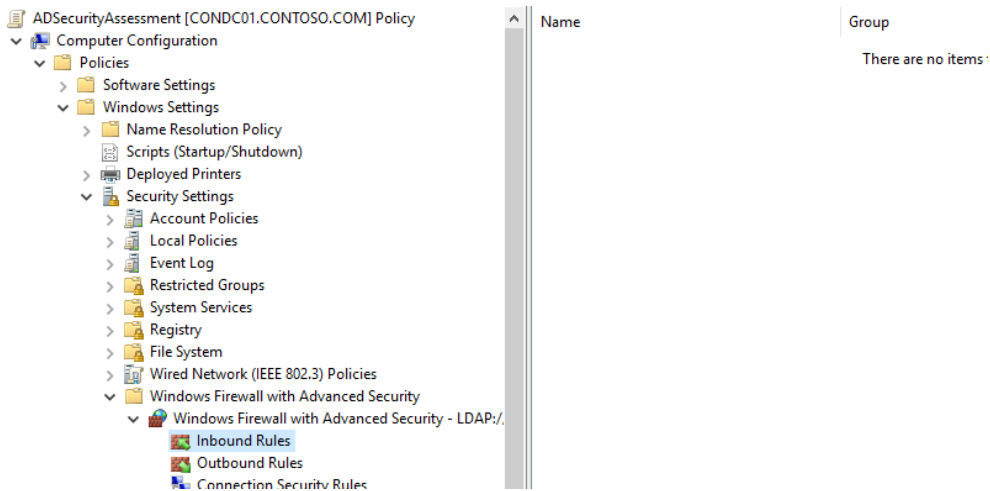 ADSecurityAssessment [CONDC01.CONTOSO.COM] Policy
Computer Configuration
Policies
Software Settings
Windows Settings
Name Resolution Policy
Scripts (Startup/Shutdown)
Deployed Printers
Security Settings
Account Policies
Local Policies
Event Log
Restricted Groups
System Services
Registry
File System
Wired Network (IEEE 802.3) Policies
Windows Firewall with Advanced Security
Windows Firewall with Advanced Security - LDAP:/
Inbound Rules
Outbound Rules
Connection Security Rules
Name Group
There are no items